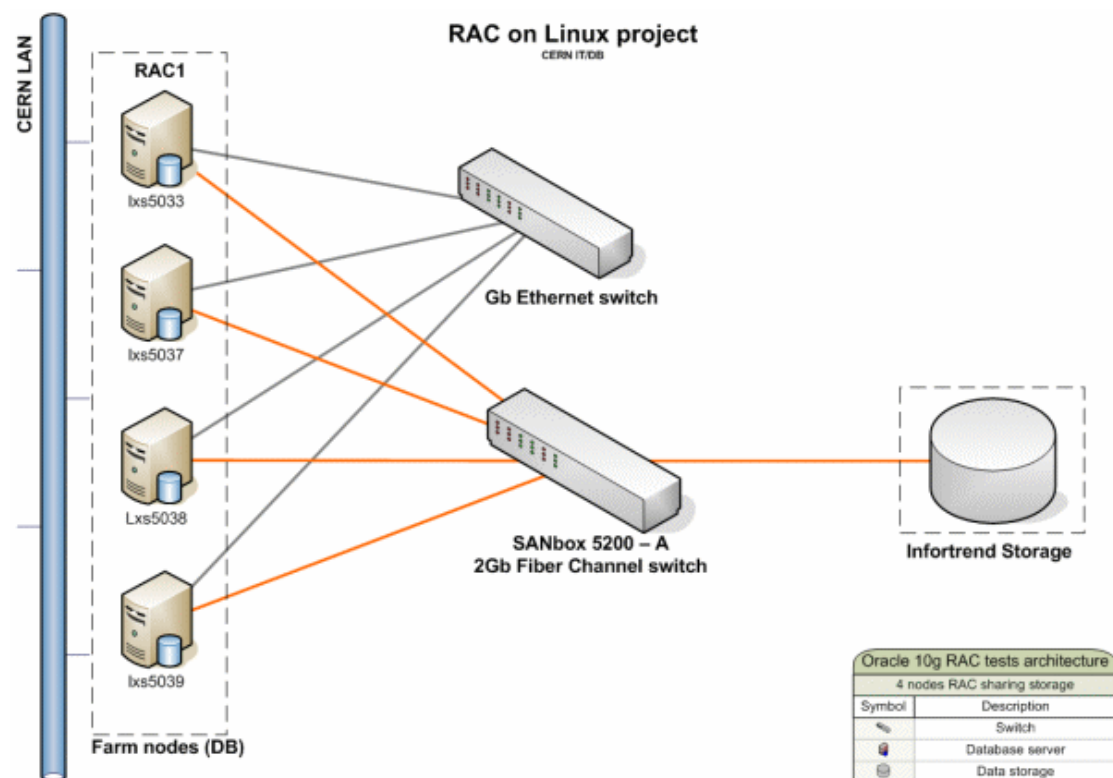 RAC on Linux project
CERN IT/DB
CERN LAN
RAC1
lxs5033
lxs5037
Lxs5038
lxs5039
Farm nodes (DB)
Gb Ethernet switch
SANbox 5200 – A
2Gb Fiber Channel switch
Infortrend Storage
Oracle 10g RAC tests architecture
4 nodes RAC sharing storage
Symbol Description
Switch
Database server
Data storage